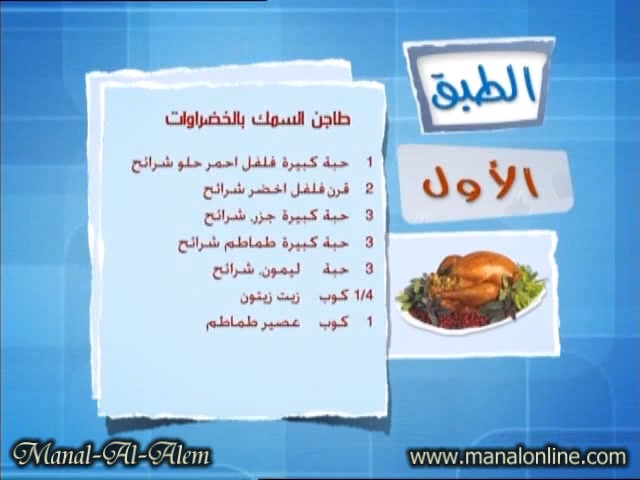 الطبق
الأول
طاجن السمك بالخضراوات
1 حبة كبيرة فلفل احمر حلو شرائح
2 قرن فلفل اخضر شرائح
3 حبة كبيرة جزر، شرائح
3 حبة كبيرة طماطم شرائح
3 حبة ليمون، شرائح
1/4 كوب زيت زيتون
1 كوب عصير طماطم
Manal-Al-Alem
www.manalonline.com